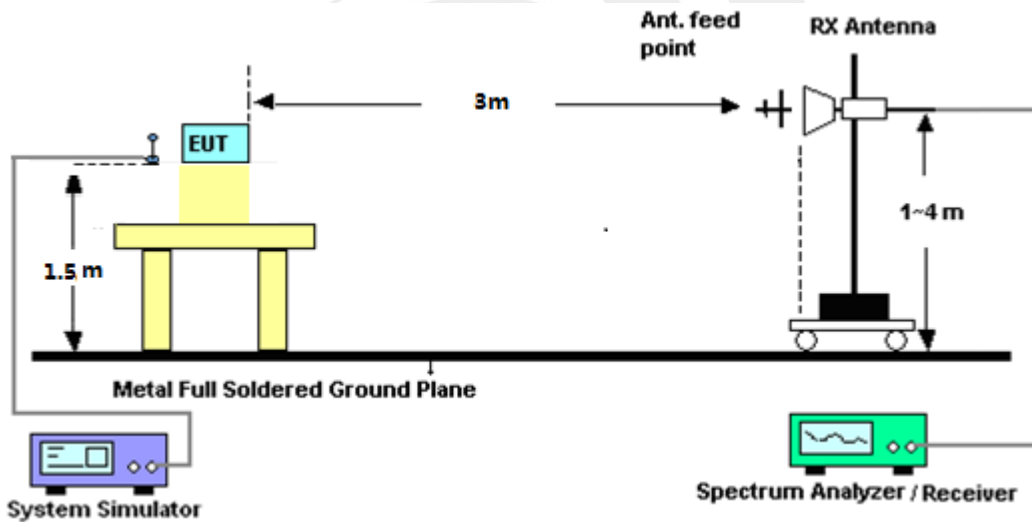 Ant. feed
point
RX Antenna
3m
EUT
1~4 m
1.5 m
Metal Full Soldered Ground Plane
System Simulator
Spectrum Analyzer / Receiver